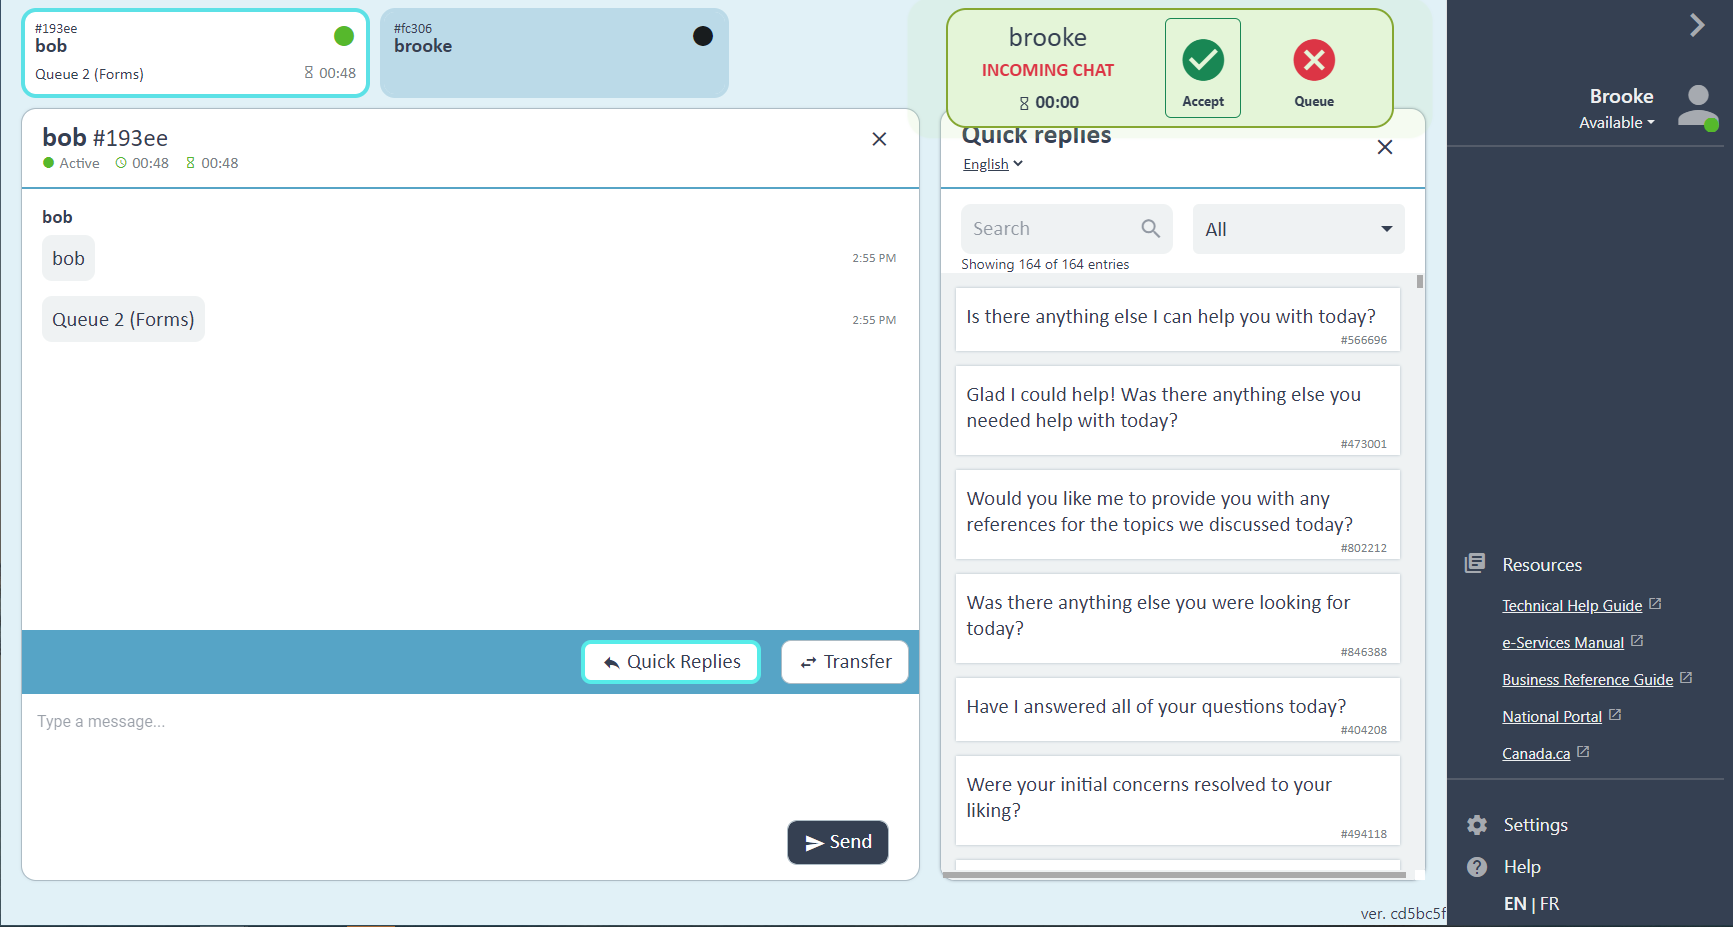 #193ee
bob
Queue 2 (Forms)
00:48
#fc306
brooke
brooke
INCOMING CHAT
00:00
Accept
Queue
Brooke
Available
bob #193ee
Active 00:48 00:48
bob
bob
2:55 PM
Queue 2 (Forms)
2:55 PM
Quick Replies
Transfer
Type a message...
Send
Quick replies
English
Search
All
Showing 164 of 164 entries
Is there anything else I can help you with today?
#566696
Glad I could help! Was there anything else you
needed help with today?
#473001
Would you like me to provide you with any
references for the topics we discussed today?
#802212
Was there anything else you were looking for
today?
#846388
Have I answered all of your questions today?
#404208
Were your initial concerns resolved to your
liking?
#494118
ver. cd5bc5f
Resources
Technical Help Guide
e-Services Manual
Business Reference Guide
National Portal
Canada.ca
Settings
Help
EN | FR